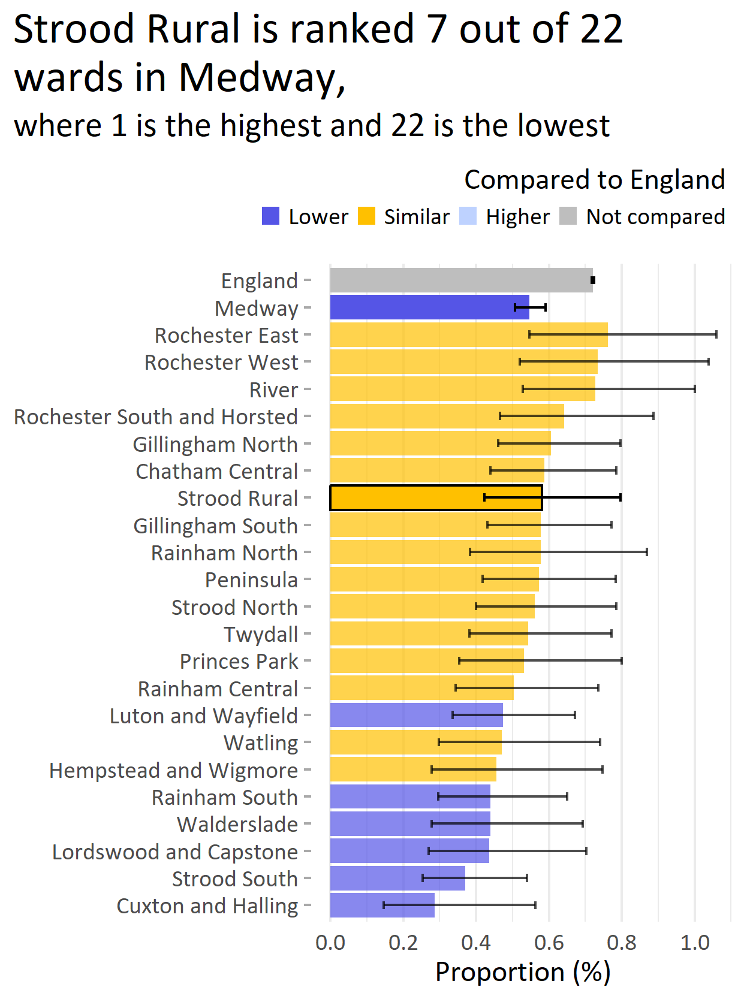 Strood Rural is ranked 7 out of 22
wards in Medway,
where 1 is the highest and 22 is the lowest
Compared to England
Lower Similar Higher Not compared
England
Medway
Rochester East
Rochester West
River
Rochester South and Horsted
Gillingham North
Chatham Central
Strood Rural
Gillingham South
Rainham North
Peninsula
Strood North
Twydall
Princes Park
Rainham Central
Luton and Wayfield
Watling
Hempstead and Wigmore
Rainham South
Walderslade
Lordswood and Capstone
Strood South
Cuxton and Halling
0.0 0.2 0.4 0.6 0.8 1.0
Proportion (%)